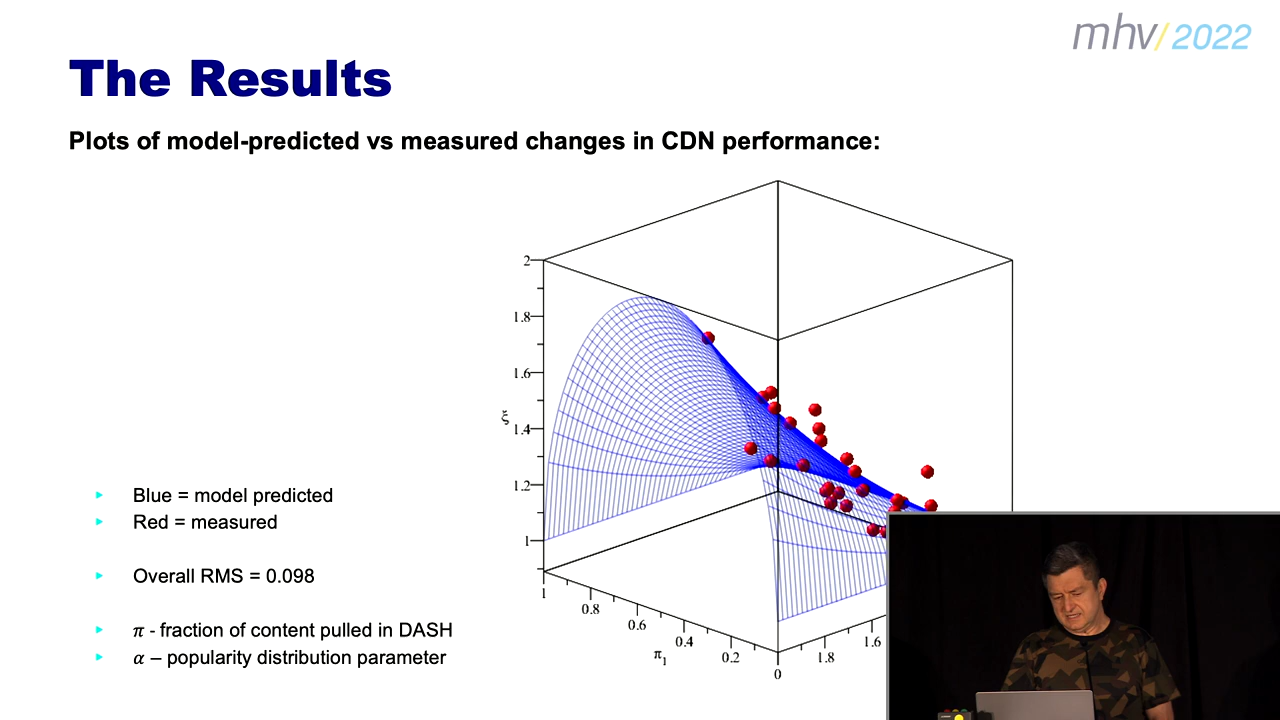 mhv/2022
The Results
Plots of model-predicted vs measured changes in CDN performance:
2
1.8
1.6
ξ
1.4
1.2
1
1
0.8
0.6
0.4
0.2
0
π1
1.8
1.6
Blue = model predicted
Red = measured
Overall RMS = 0.098
π - fraction of content pulled in DASH
α – popularity distribution parameter